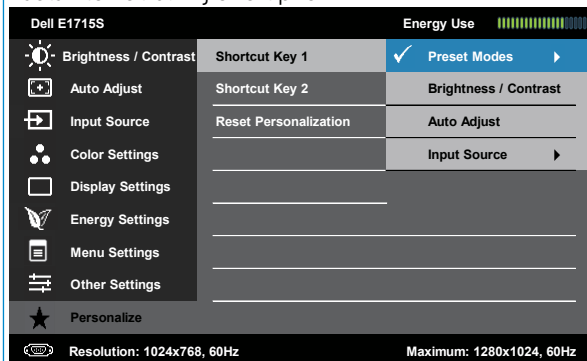 Dell E1715S Energy Use
Brightness / Contrast Shortcut Key 1 Preset Modes
Auto Adjust Shortcut Key 2 Brightness / Contrast
Input Source Reset Personalization Auto Adjust
Color Settings Input Source
Display Settings
Energy Settings
Menu Settings
Other Settings
Personalize
Resolution: 1024x768, 60Hz Maximum: 1280x1024, 60Hz